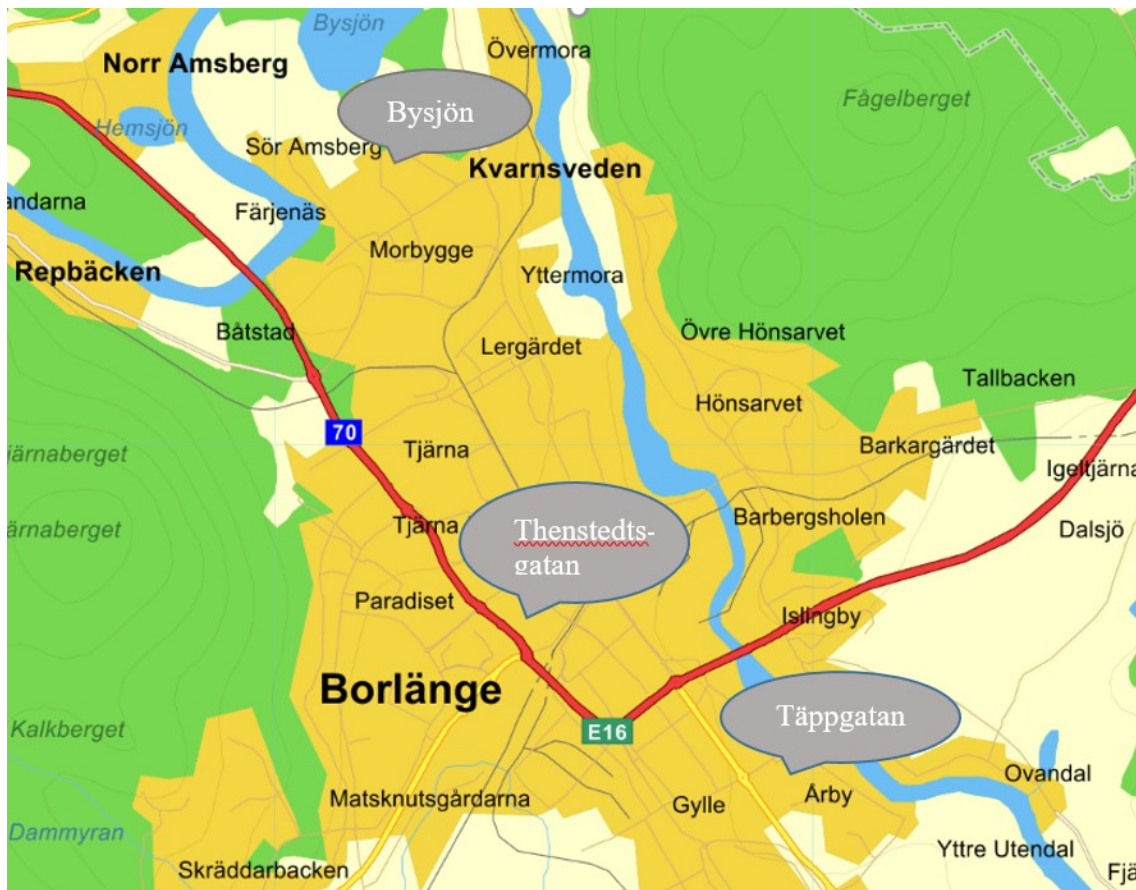 Bysjön
Övermora
Norr Amsberg
Fågelberget
Bysjön
Hemsjön
Sör Amsberg
Kvarnsveden
andarna
Färjenäs
Morbygge
Repbäcken
Yttermora
Båtstad
Övre Hönsarvet
Lergärdet
Tallbacken
Hönsarvet
70
Tjärna
Barkargärdet
järnaberget
Igeltjärna
Thenstedts-
gatan
Tjärna
Barbergsholen
ärnaberget
Dalsjö
Paradiset
Islingby
Borlänge
Täppgatan
Kalkberget
E16
Ovandal
Matsknutsgårdarna
Gylle
Årby
Dammyran
Yttre Utendal
Skräddarbacken
Fjä